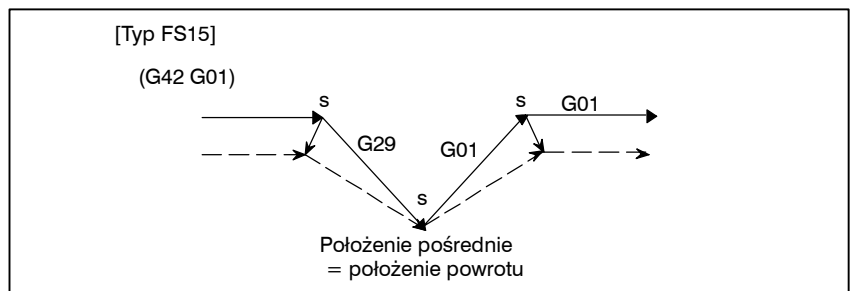 [Typ FS15]
(G42 G01)
s
s
G01
G29
G01
s
Położenie pośrednie
= położenie powrotu